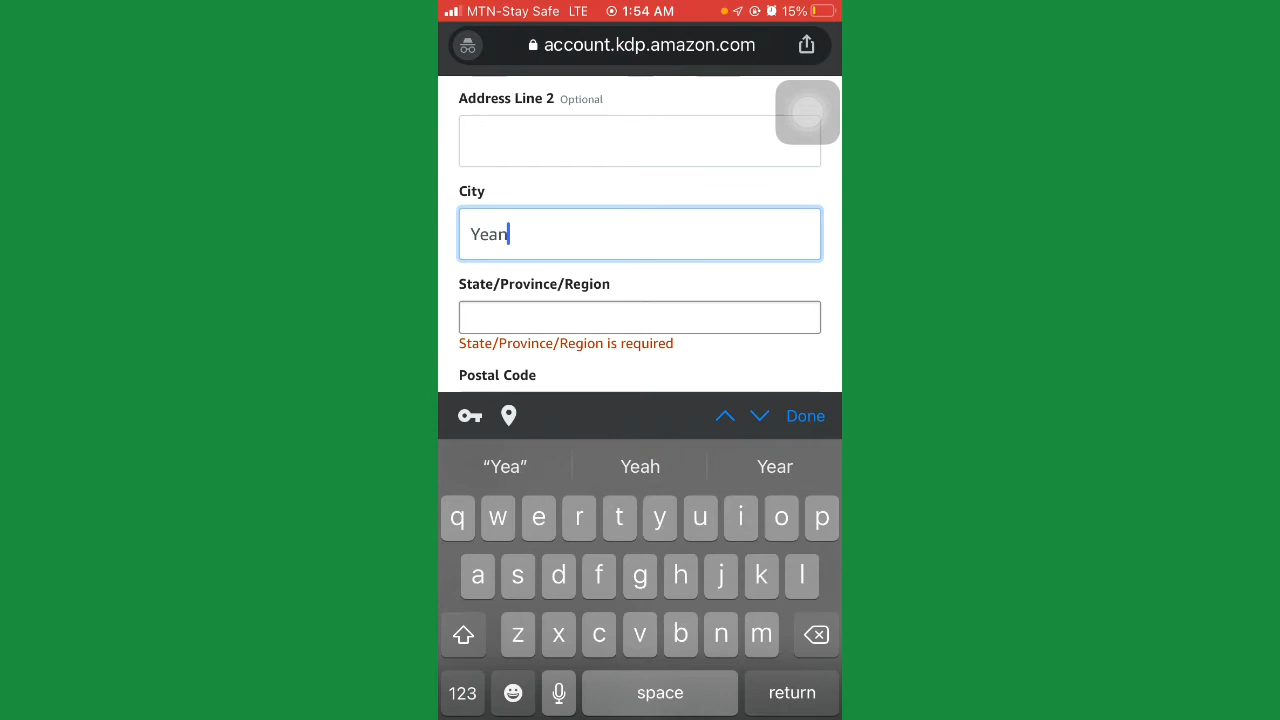 MTN-Stay Safe LTE 1:54 AM 15%
account.kdp.amazon.com
Address Line 2 Optional
City
Yean
State/Province/Region
State/Province/Region is required
Postal Code
Done
“Yea” Yeah Year
q w e r t y u i o p
a s d f g h j k l
z x c v b n m
123 space return